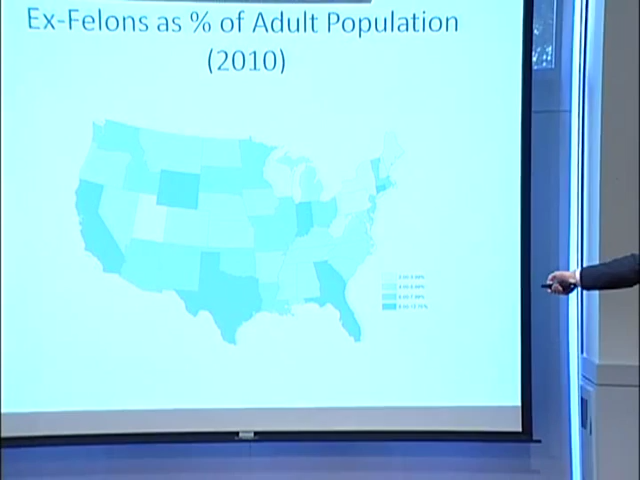 Ex-Felons as % of Adult Population
(2010)